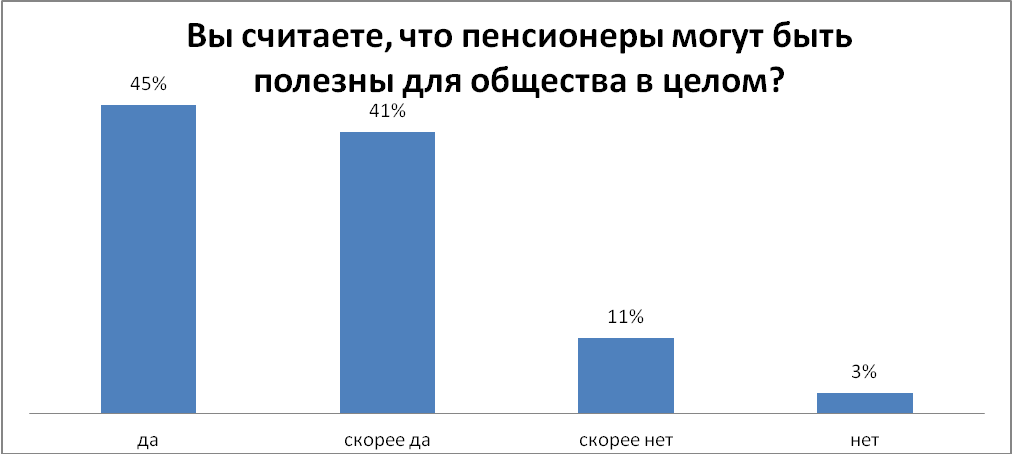 Вы считаете, что пенсионеры могут быть
полезны для общества в целом?
45%
41%
11%
3%
да
скорее да
скорее нет
нет